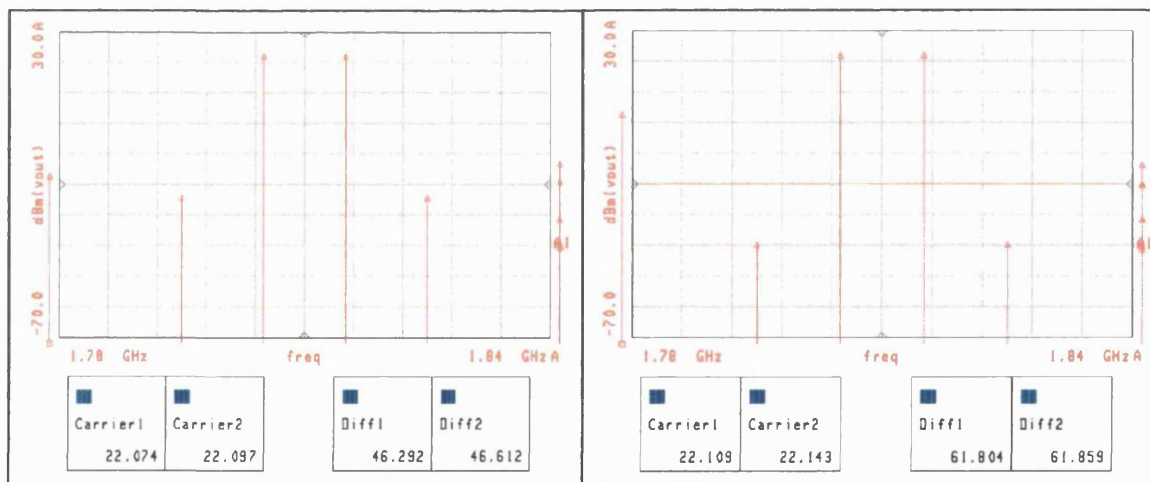 30.0 A
dBm(vout)
-70.0
1.78 GHz freq 1.84 GHz A
Carrier1 Carrier2 Diff1 Diff2
22.074 22.097 46.292 46.612
30.0 A
dBm(vout)
-70.0
1.78 GHz freq 1.84 GHz A
Carrier1 Carrier2 Diff1 Diff2
22.109 22.143 61.804 61.859